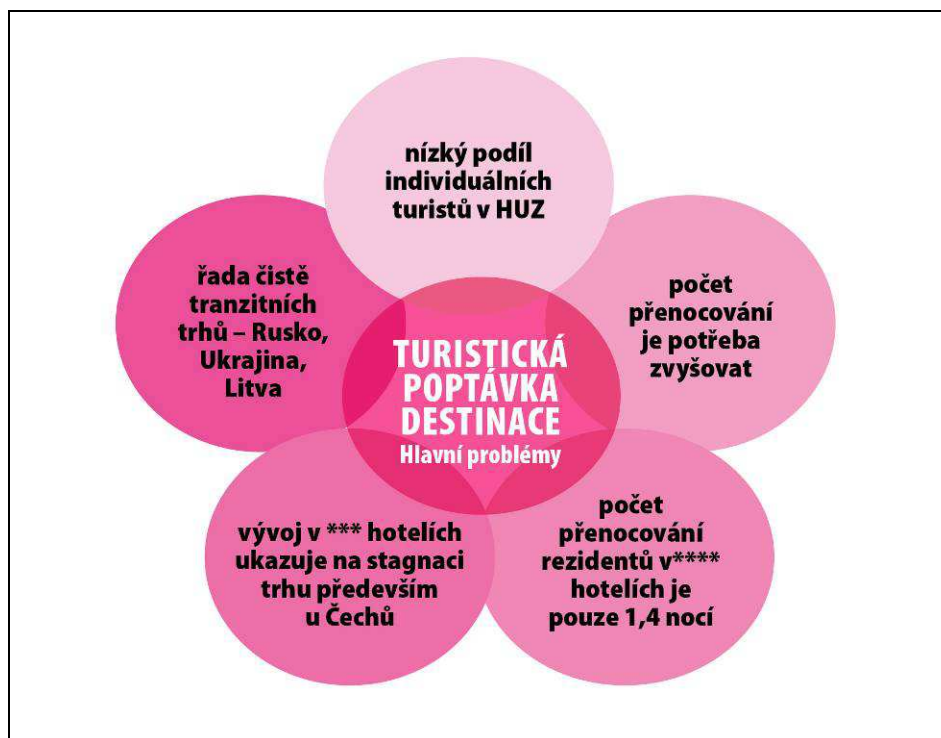 nízký podíl
individuálních
turistů v HUZ
řada čistě
tranzitních
trhů – Rusko,
Ukrajina,
Litva
počet
přenocování
je potřeba
zvyšovat
TURISTICKÁ
POPTÁVKA
DESTINACE
Hlavní problémy
vývoj v *** hotelích
ukazuje na stagnaci
trhu především
u Čechů
počet
přenocování
rezidentů v****
hotelích je
pouze 1,4 nocí